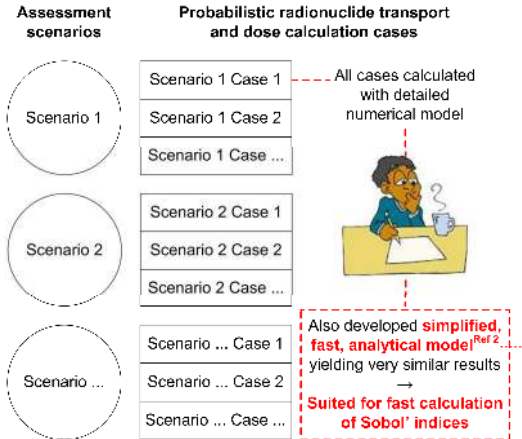 Assessment
scenarios
Probabilistic radionuclide transport
and dose calculation cases
Scenario 1
Scenario 1 Case 1
Scenario 1 Case 2
Scenario 1 Case ...
All cases calculated
with detailed
numerical model
Scenario 2
Scenario 2 Case 1
Scenario 2 Case 2
Scenario 2 Case ...
Scenario ...
Scenario ... Case 1
Scenario ... Case 2
Scenario ... Case ...
Also developed simplified,
fast, analytical model Ref 2
yielding very similar results
→
Suited for fast calculation
of Sobol’ indices